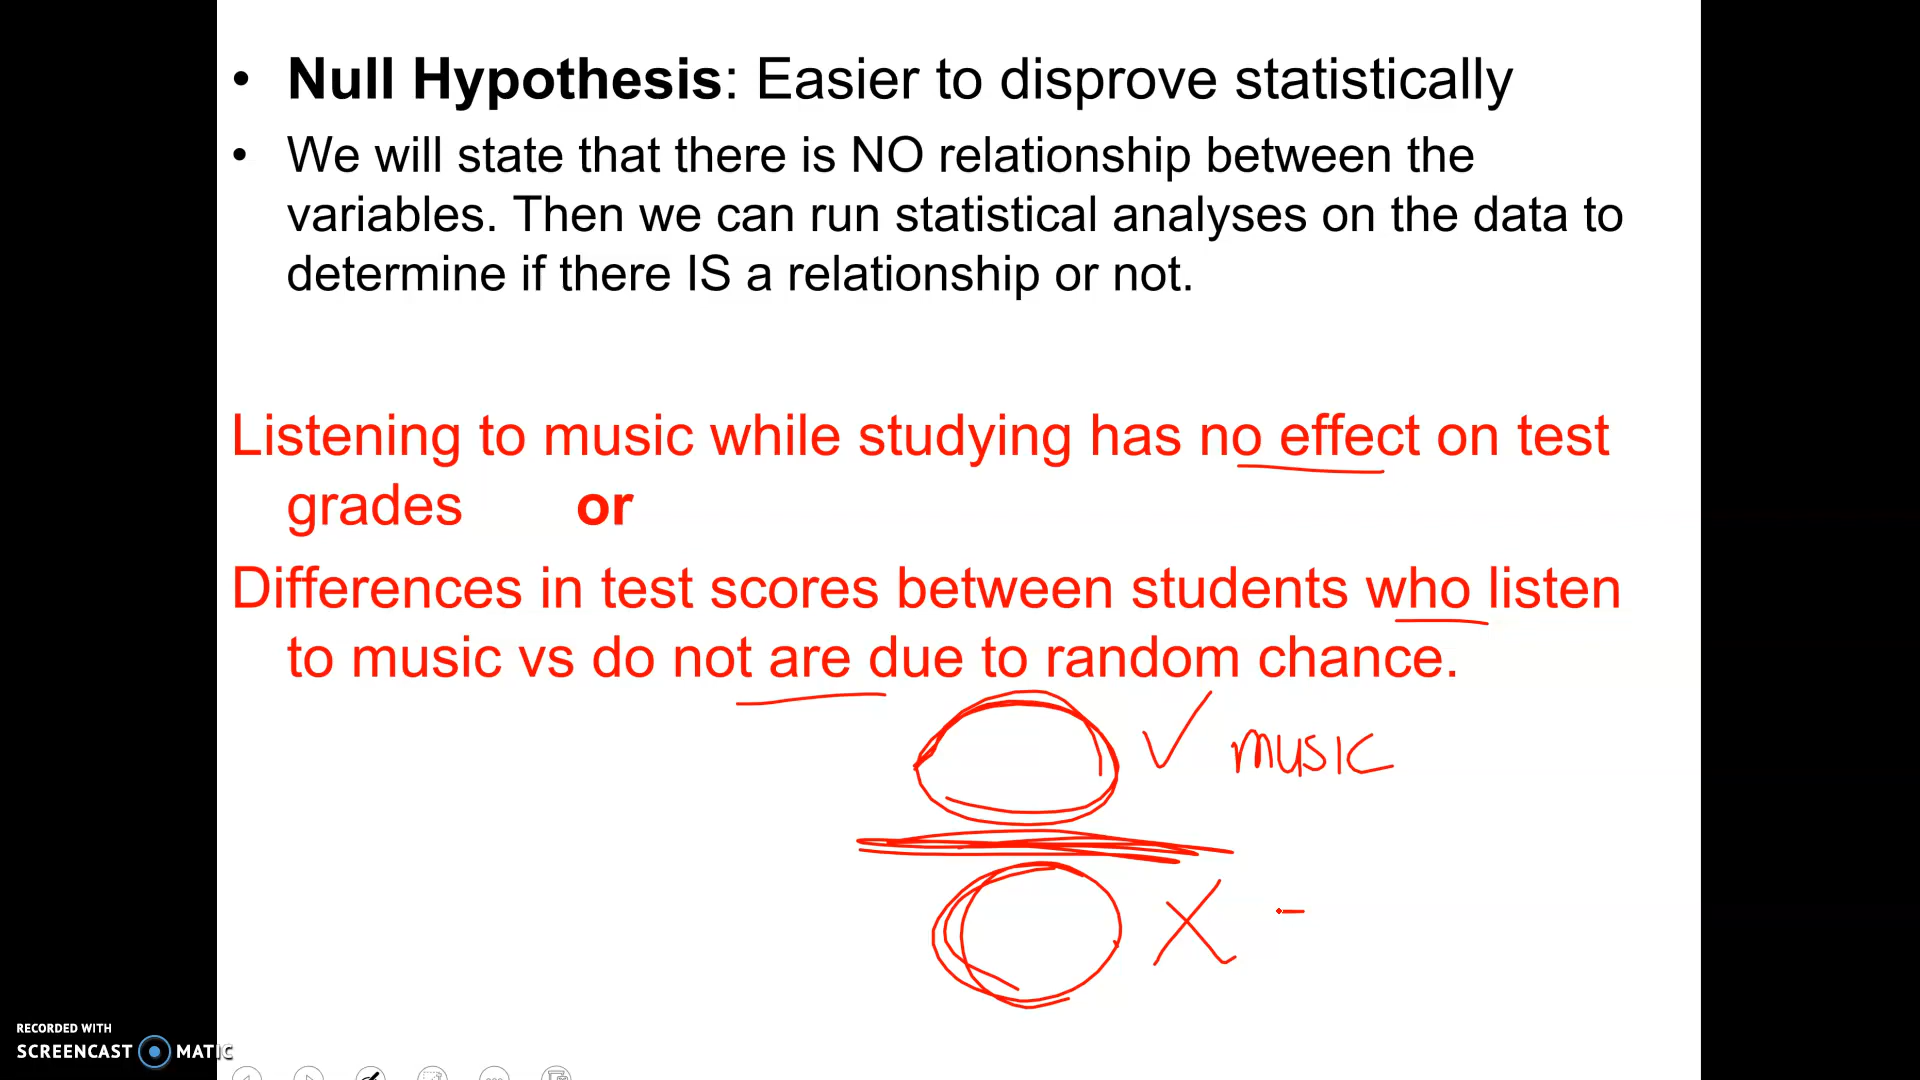 • Null Hypothesis: Easier to disprove statistically
• We will state that there is NO relationship between the
variables. Then we can run statistical analyses on the data to
determine if there IS a relationship or not.
Listening to music while studying has no effect on test
grades or
Differences in test scores between students who listen
to music vs do not are due to random chance.
✓ music
X -
RECORDED WITH
SCREENCAST MATIC